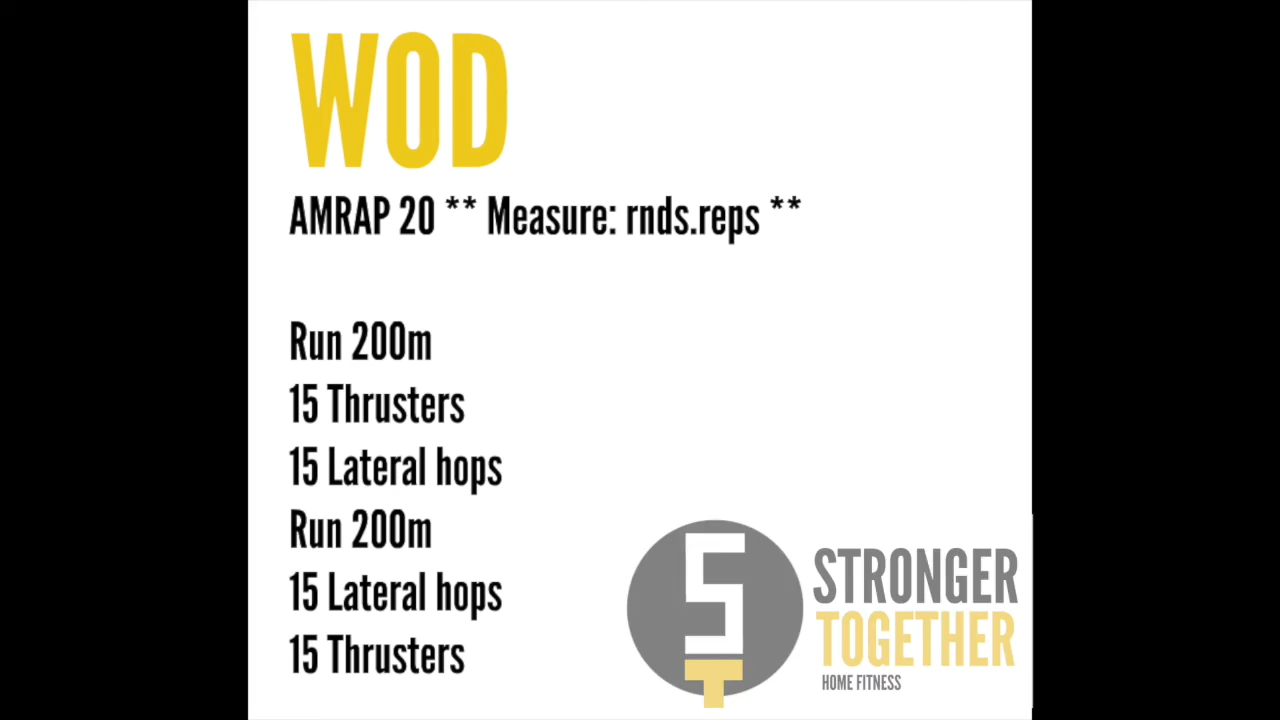 WOD
AMRAP 20 ** Measure: rnds.reps **
Run 200m
15 Thrusters
15 Lateral hops
Run 200m
15 Lateral hops
15 Thrusters
ST
STRONGER
TOGETHER
HOME FITNESS